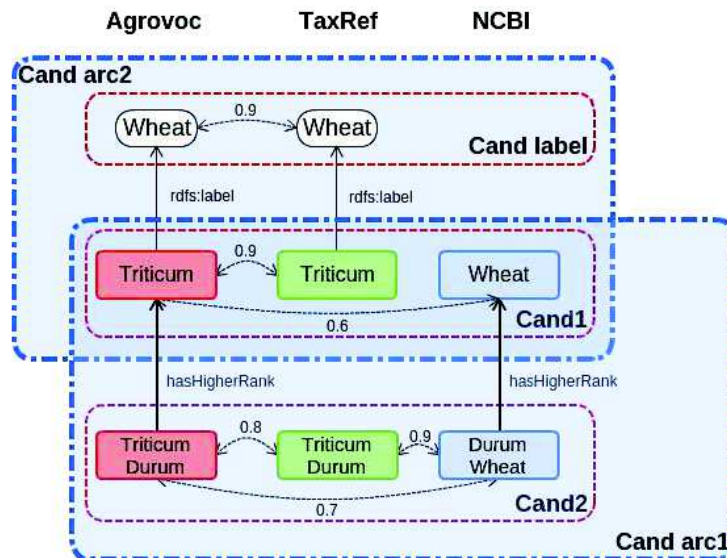 Agrovoc TaxRef NCBI
Cand arc2
0.9
Wheat Wheat
Cand label
rdfs:label rdfs:label
0.9
Triticum Triticum Wheat
0.6
Cand1
hasHigherRank hasHigherRank
0.8 0.9
Triticum Durum Triticum Durum Durum Wheat
0.7
Cand2
Cand arc1